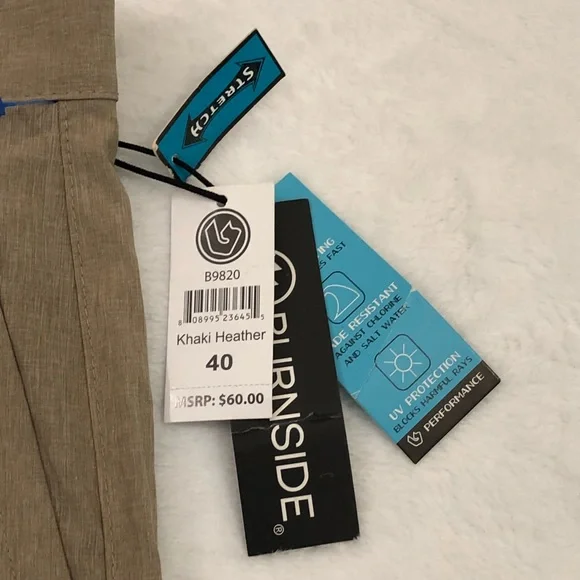 STRETCH
B9820
8 08995 23645 5
Khaki Heather
40
MSRP: $60.00
BURNSIDE®
FAST
RESISTANT
AGAINST CHLORINE
AND SALT WATER
UV PROTECTION
BLOCKS HARMFUL RAYS
PERFORMANCE